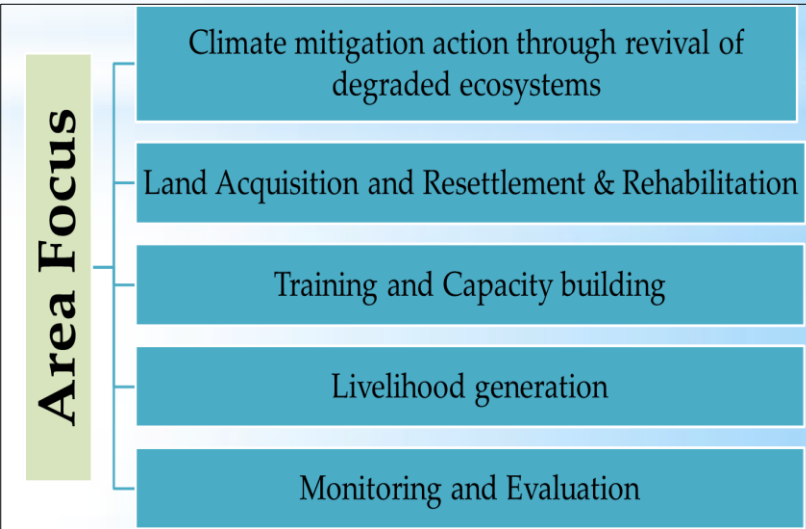 Area Focus
Climate mitigation action through revival of
degraded ecosystems
Land Acquisition and Resettlement & Rehabilitation
Training and Capacity building
Livelihood generation
Monitoring and Evaluation